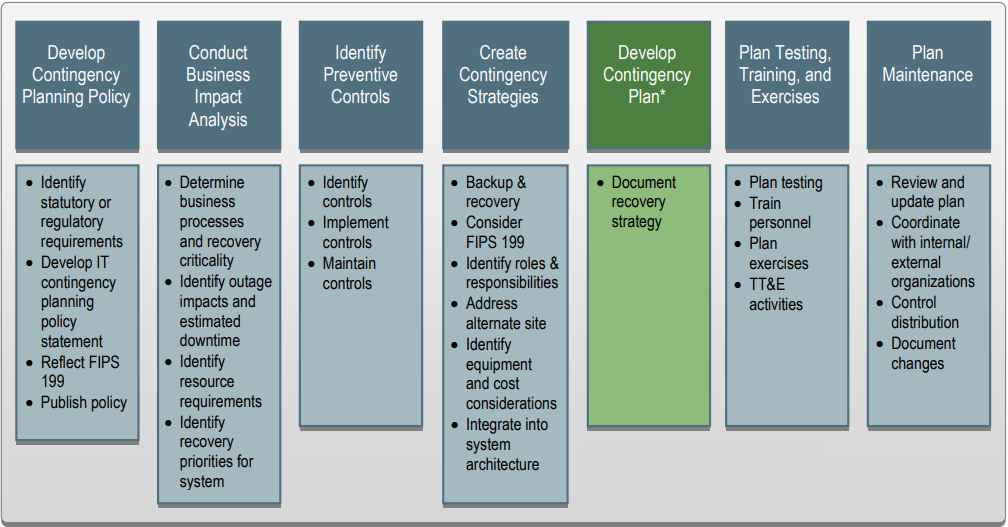 Develop
Contingency
Planning Policy
Conduct
Business
Impact
Analysis
Identify
Preventive
Controls
Create
Contingency
Strategies
Develop
Contingency
Plan*
Plan Testing,
Training, and
Exercises
Plan
Maintenance
• Identify
statutory or
regulatory
requirements
• Develop IT
contingency
planning
policy
statement
• Reflect FIPS
199
• Publish policy
• Determine
business
processes
and recovery
criticality
• Identify outage
impacts and
estimated
downtime
• Identify
resource
requirements
• Identify
recovery
priorities for
system
• Identify
controls
• Implement
controls
• Maintain
controls
• Backup &
recovery
• Consider
FIPS 199
• Identify roles &
responsibilities
• Address
alternate site
• Identify
equipment
and cost
considerations
• Integrate into
system
architecture
• Document
recovery
strategy
• Plan testing
• Train
personnel
• Plan
exercises
• TT&E
activities
• Review and
update plan
• Coordinate
with internal/
external
organizations
• Control
distribution
• Document
changes